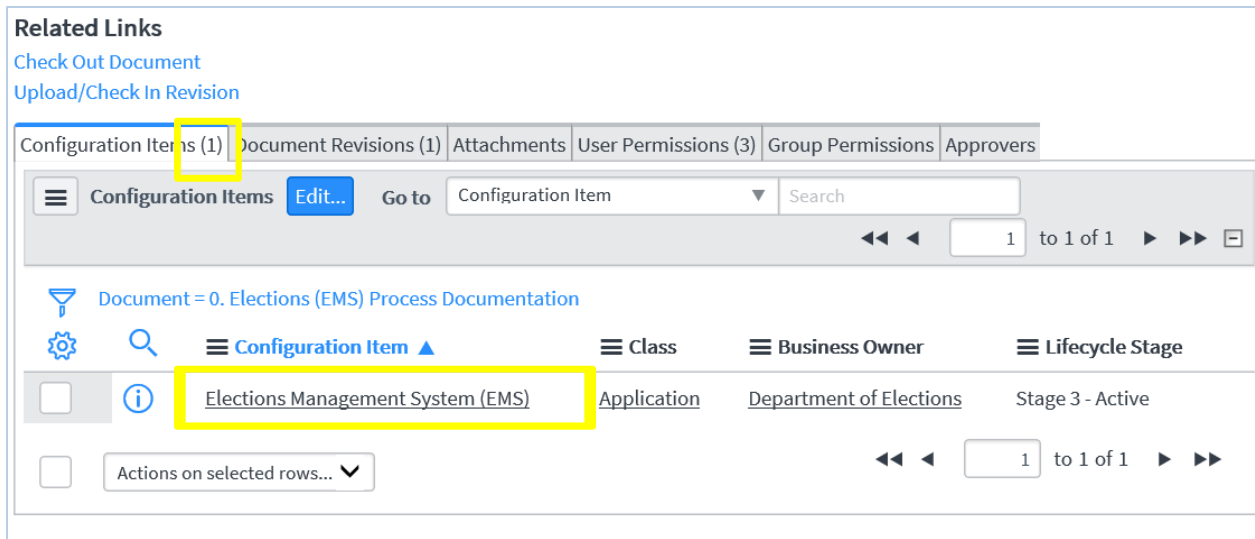 Related Links
Check Out Document
Upload/Check In Revision
Configuration Items (1) Document Revisions (1) Attachments User Permissions (3) Group Permissions Approvers
Configuration Items Edit... Go to Configuration Item Search
1 to 1 of 1
Document = 0. Elections (EMS) Process Documentation
Configuration Item Class Business Owner Lifecycle Stage
Elections Management System (EMS) Application Department of Elections Stage 3 - Active
Actions on selected rows... 1 to 1 of 1